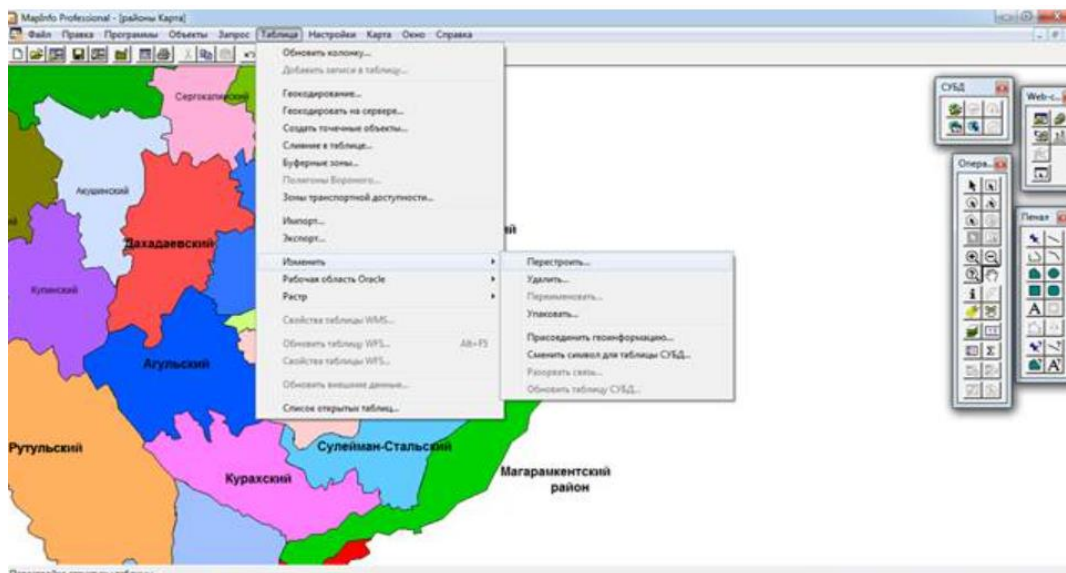 MapInfo Professional - [районы Карта]
Файл Правка Программы Объекты Запрос Таблица Настройки Карта Окно Справка
Обновить колонку...
Добавить записи в таблицу...
Геокодирование...
Геокодировать на сервере...
Создать точечные объекты...
Слияние в таблице...
Буферные зоны...
Полигоны Вороного...
Зоны транспортной доступности...
Импорт...
Экспорт...
Изменить
Рабочая область Oracle
Растр
Свойства таблицы WMS...
Обновить таблицу WFS... Alt+F5
Свойства таблицы WFS...
Обновить внешние данные...
Список открытых таблиц...
Перестроить...
Удалить...
Переименовать...
Упаковать...
Присоединить геоинформацию...
Сменить символ для таблицы СУБД...
Разорвать связь...
Обновить таблицу СУБД...
СУБД
Web-с...
Опера...
Пенал
Акушинский
Дахадаевский
ий
Агульский
Рутульский
Курахский
Сулейман-Стальский
Магарамкентский
район